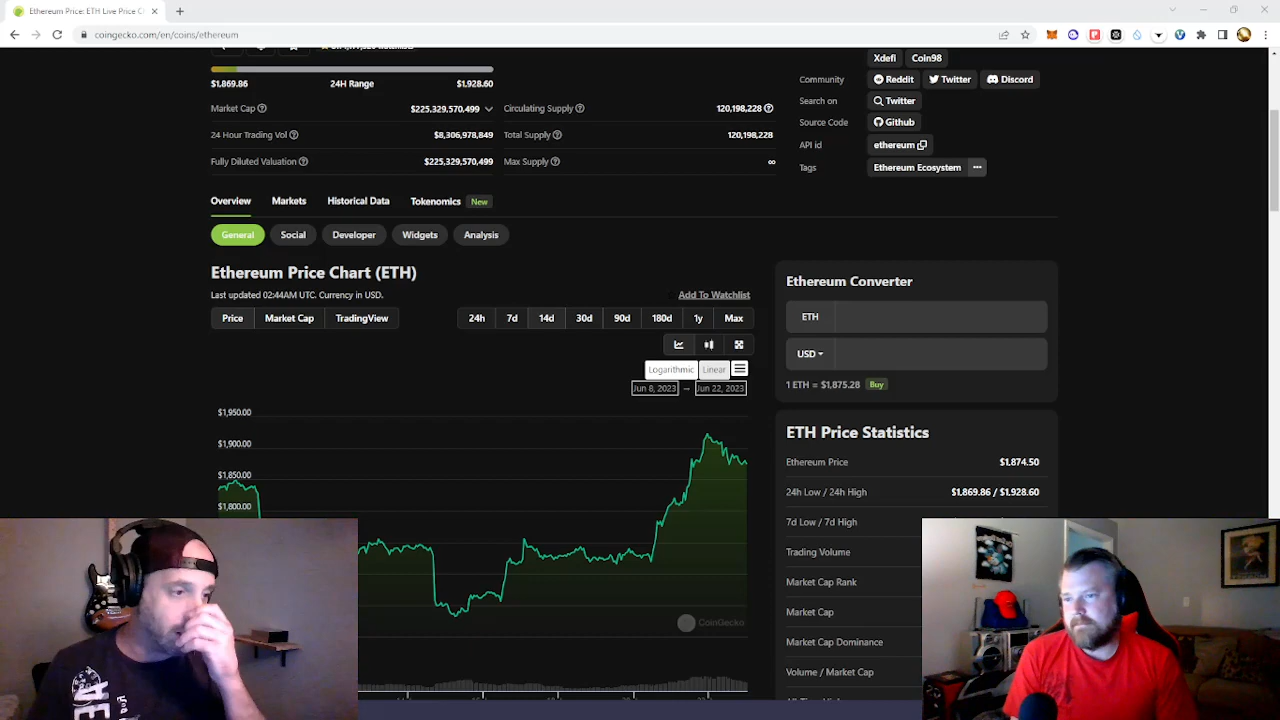 Ethereum Price: ETH Live Price C
coingecko.com/en/coins/ethereum
$1,869.86 24H Range $1,928.60
Market Cap $225,329,570,499
24 Hour Trading Vol $8,306,978,849
Fully Diluted Valuation $225,329,570,499
Circulating Supply 120,198,228
Total Supply 120,198,228
Max Supply ∞
Xdefi Coin98
Community Reddit Twitter Discord
Search on Twitter
Source Code Github
API id ethereum
Tags Ethereum Ecosystem
Overview Markets Historical Data Tokenomics New
General Social Developer Widgets Analysis
Ethereum Price Chart (ETH)
Last updated 02:44AM UTC. Currency in USD.
Add To Watchlist
Price Market Cap TradingView
24h 7d 14d 30d 90d 180d 1y Max
Logarithmic Linear
Jun 8, 2023 → Jun 22, 2023
$1,950.00
$1,900.00
$1,850.00
$1,800.00
CoinGecko
Ethereum Converter
ETH
USD
1 ETH = $1,875.28 Buy
ETH Price Statistics
Ethereum Price $1,874.50
24h Low / 24h High $1,869.86 / $1,928.60
7d Low / 7d High
Trading Volume
Market Cap Rank
Market Cap
Market Cap Dominance
Volume / Market Cap